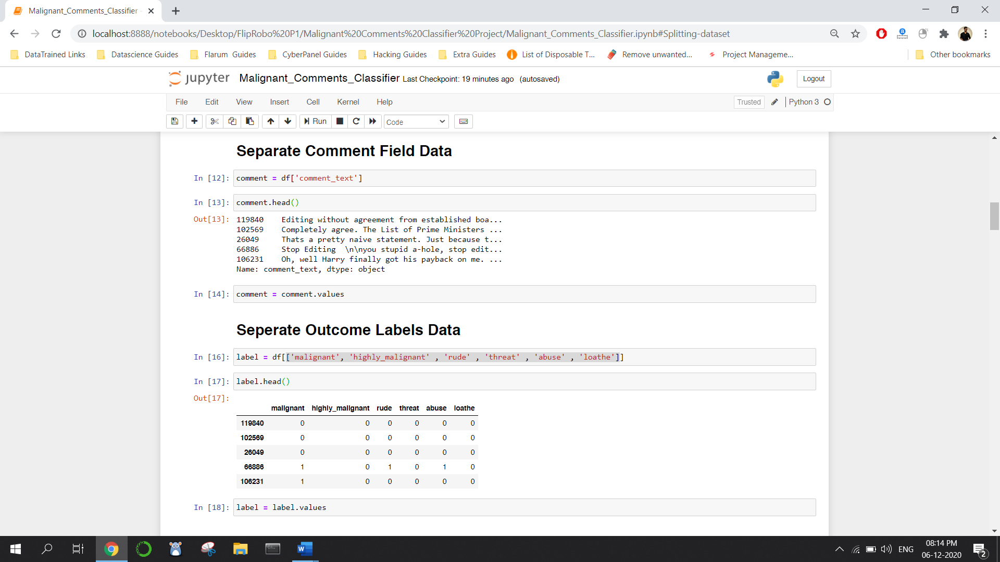 Malignant_Comments_Classifier
localhost:8888/notebooks/Desktop/FlipRobo%20P1/Malignant%20Comments%20Classifier%20Project/Malignant_Comments_Classifier.ipynb#Splitting-dataset
DataTrained Links Datascience Guides Flarum Guides CyberPanel Guides Hacking Guides Extra Guides List of Disposable T... Remove unwanted... Project Manageme... Other bookmarks
jupyter Malignant_Comments_Classifier Last Checkpoint: 19 minutes ago (autosaved) Logout
File Edit View Insert Cell Kernel Help Trusted Python 3
Run Code
Separate Comment Field Data
In [12]: comment = df['comment_text']
In [13]: comment.head()
Out[13]: 119840 Editing without agreement from established boa...
102569 Completely agree. The List of Prime Ministers ...
26049 Thats a pretty naive statement. Just because t...
66886 Stop Editing \n\nyou stupid a-hole, stop edit...
106231 Oh, well Harry finally got his payback on me. ...
Name: comment_text, dtype: object
In [14]: comment = comment.values
Seperate Outcome Labels Data
In [16]: label = df[['malignant', 'highly_malignant' , 'rude' , 'threat' , 'abuse' , 'loathe']]
In [17]: label.head()
Out[17]:
malignant highly_malignant rude threat abuse loathe
119840 0 0 0 0 0 0
102569 0 0 0 0 0 0
26049 0 0 0 0 0 0
66886 1 0 1 0 1 0
106231 1 0 0 0 0 0
In [18]: label = label.values
ENG 08:14 PM
06-12-2020 2